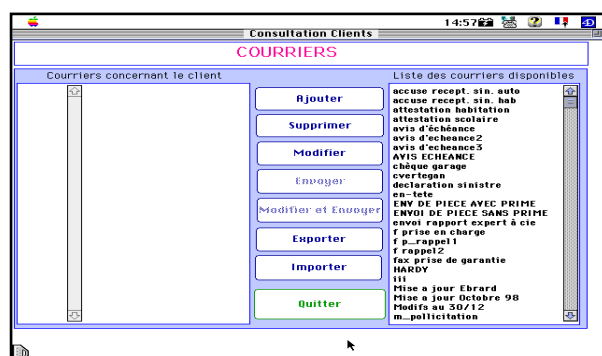 14:57
Consultation Clients
COURRIERS
Courriers concernant le client
Liste des courriers disponibles
Ajouter
Supprimer
Modifier
Envoyer
Modifier et Envoyer
Exporter
Importer
Quitter
accuse recept. sin. auto
accuse recept. sin. hab
attestation habitation
attestation scolaire
avis d'échéance
avis d'echeance2
avis d'echeance3
AVIS ECHEANCE
chèque garage
cvertegan
declaration sinistre
en-tete
ENV DE PIECE AVEC PRIME
ENVOI DE PIECE SANS PRIME
envoi rapport expert à cie
f prise en charge
f p_rappel1
f rappel2
fax prise de garantie
HARDY
iii
Mise a jour Ebrard
Mise a jour Octobre 98
Modifs au 30/12
m_pollicitation